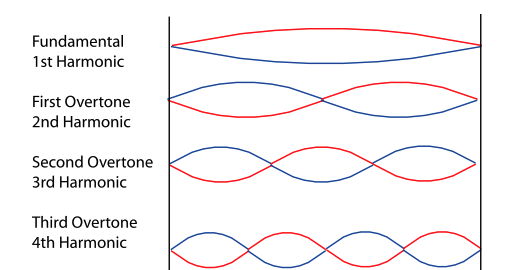 Fundamental
1st Harmonic
First Overtone
2nd Harmonic
Second Overtone
3rd Harmonic
Third Overtone
4th Harmonic